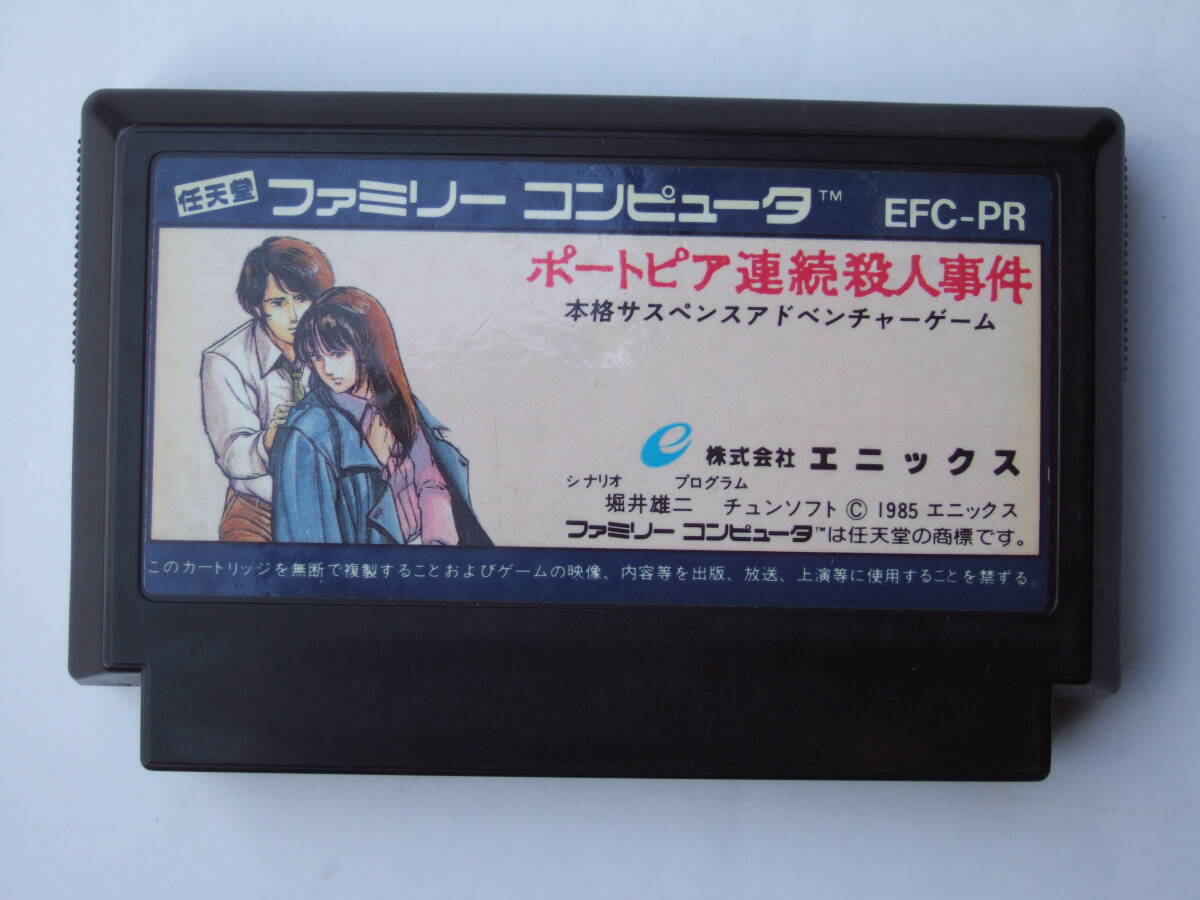 任天堂 ファミリー コンピュータ™ EFC-PR
ポートピア連続殺人事件
本格サスペンスアドベンチャーゲーム
e 株式会社 エニックス
シナリオ プログラム
堀井雄二 チュンソフト © 1985 エニックス
ファミリー コンピュータ™は任天堂の商標です。
このカートリッジを無断で複製することおよびゲームの映像、内容等を出版、放送、上演等に使用することを禁ずる